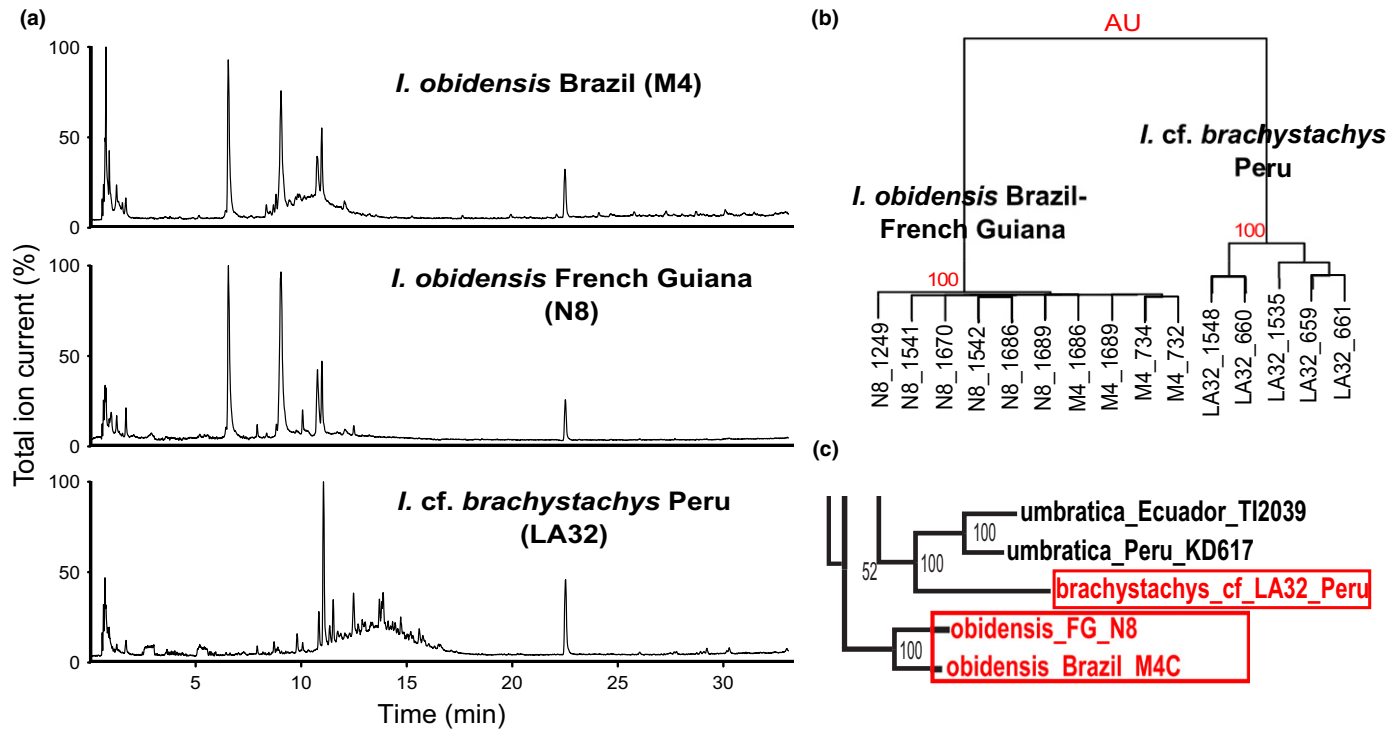 (a)
Total ion current (%)
100
50
0
I. obidensis Brazil (M4)
100
50
0
I. obidensis French Guiana
(N8)
100
50
0
I. cf. brachystachys Peru
(LA32)
5
10
15
20
25
30
Time (min)
(b)
AU
I. cf. brachystachys
Peru
I. obidensis Brazil-
French Guiana
100
100
N8_1249
N8_1541
N8_1670
N8_1542
N8_1686
N8_1689
M4_1686
M4_1689
M4_734
M4_732
LA32_1548
LA32_660
LA32_1535
LA32_659
LA32_661
(c)
umbratica_Ecuador_TI2039
100
umbratica_Peru_KD617
52
100
brachystachys_cf_LA32_Peru
obidensis_FG_N8
100
obidensis_Brazil_M4C